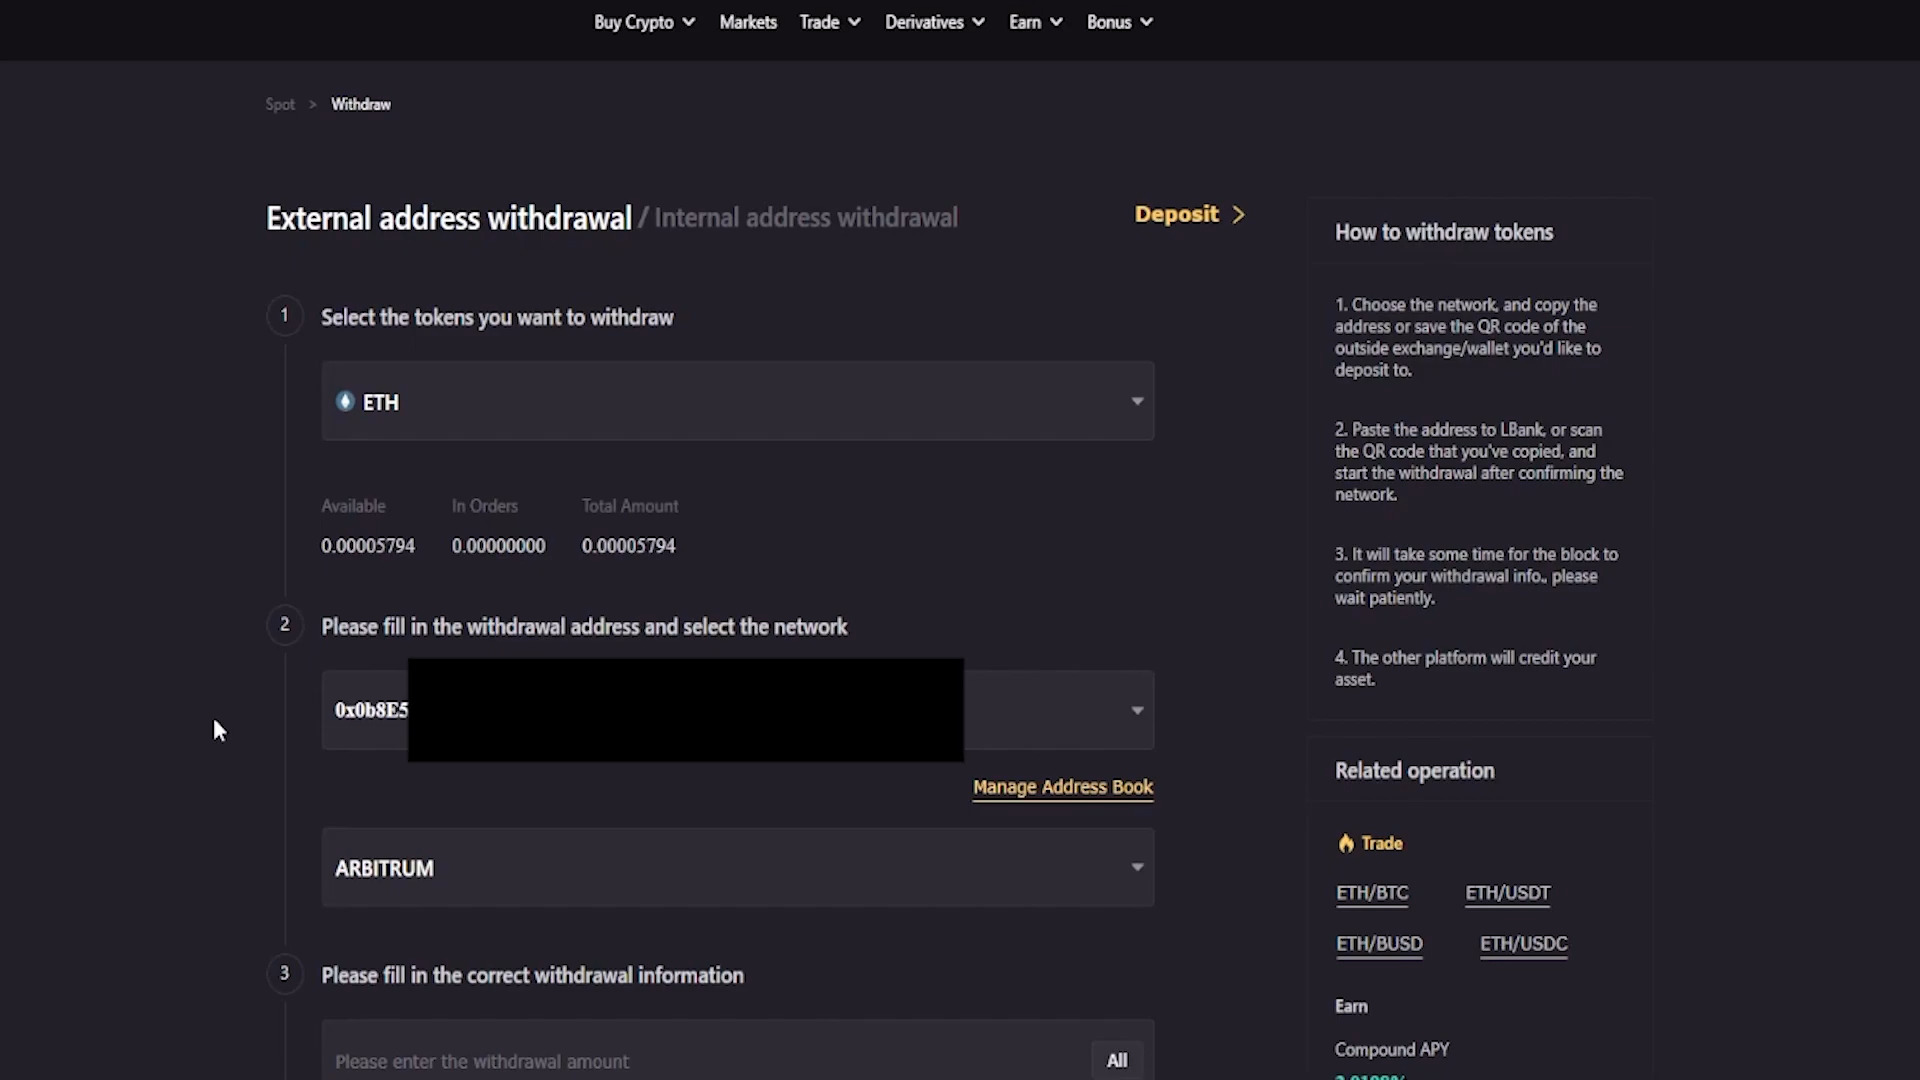 Buy Crypto Markets Trade Derivatives Earn Bonus
Spot > Withdraw
External address withdrawal / Internal address withdrawal
Deposit >
1 Select the tokens you want to withdraw
ETH
Available In Orders Total Amount
0.00005794 0.00000000 0.00005794
2 Please fill in the withdrawal address and select the network
0x0b8E5
Manage Address Book
ARBITRUM
3 Please fill in the correct withdrawal information
Please enter the withdrawal amount All
How to withdraw tokens
1. Choose the network, and copy the
address or save the QR code of the
outside exchange/wallet you'd like to
deposit to.
2. Paste the address to LBank, or scan
the QR code that you've copied, and
start the withdrawal after confirming the
network.
3. It will take some time for the block to
confirm your withdrawal info., please
wait patiently.
4. The other platform will credit your
asset.
Related operation
Trade
ETH/BTC ETH/USDT
ETH/BUSD ETH/USDC
Earn
Compound APY